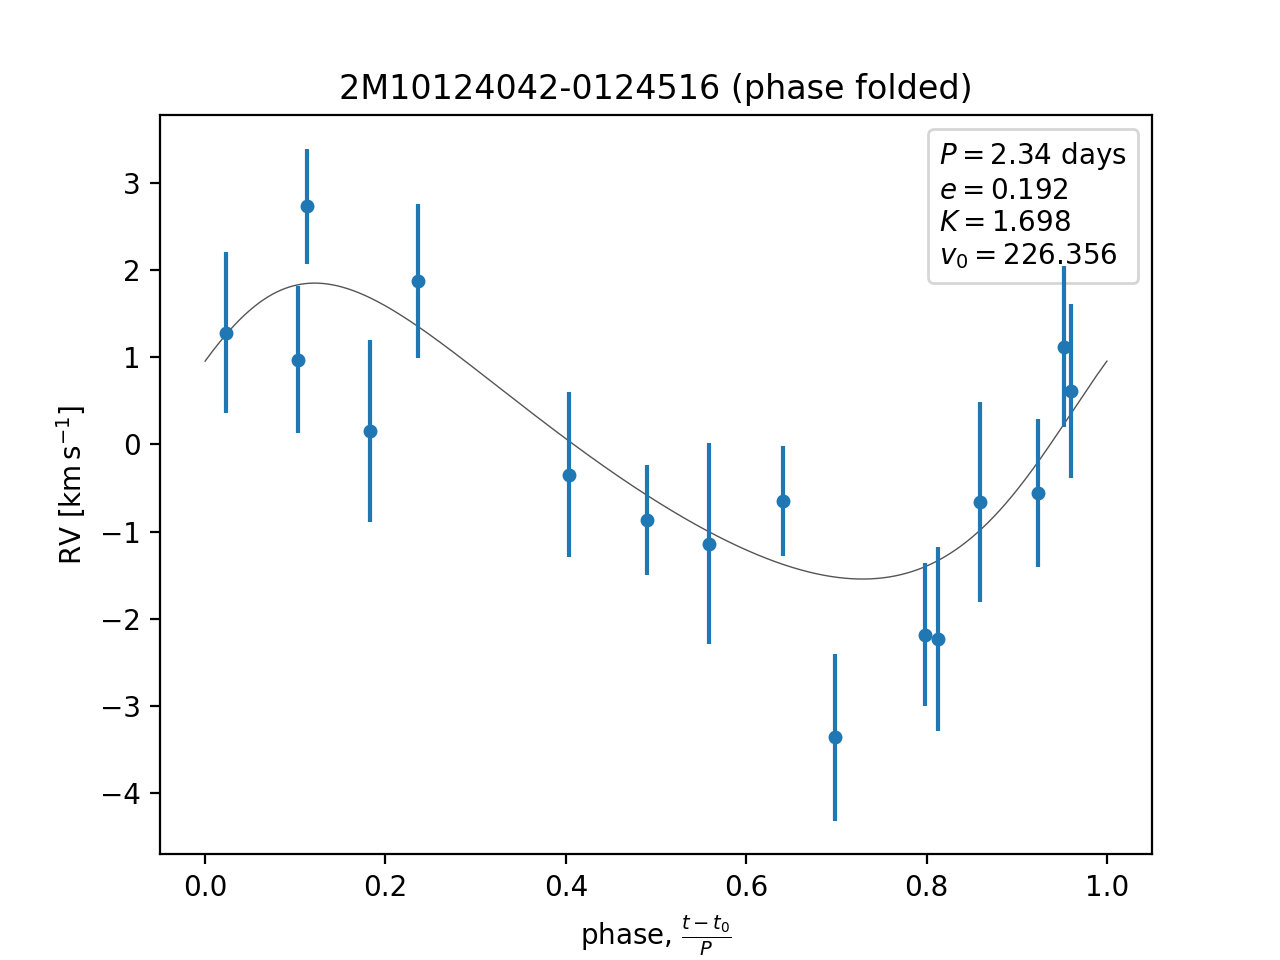 2M10124042-0124516 (phase folded)
P = 2.34 days
e = 0.192
K = 1.698
v₀ = 226.356
3
2
1
0
−1
−2
−3
−4
RV [km s⁻¹]
0.0 0.2 0.4 0.6 0.8 1.0
phase, (t − t₀)/P